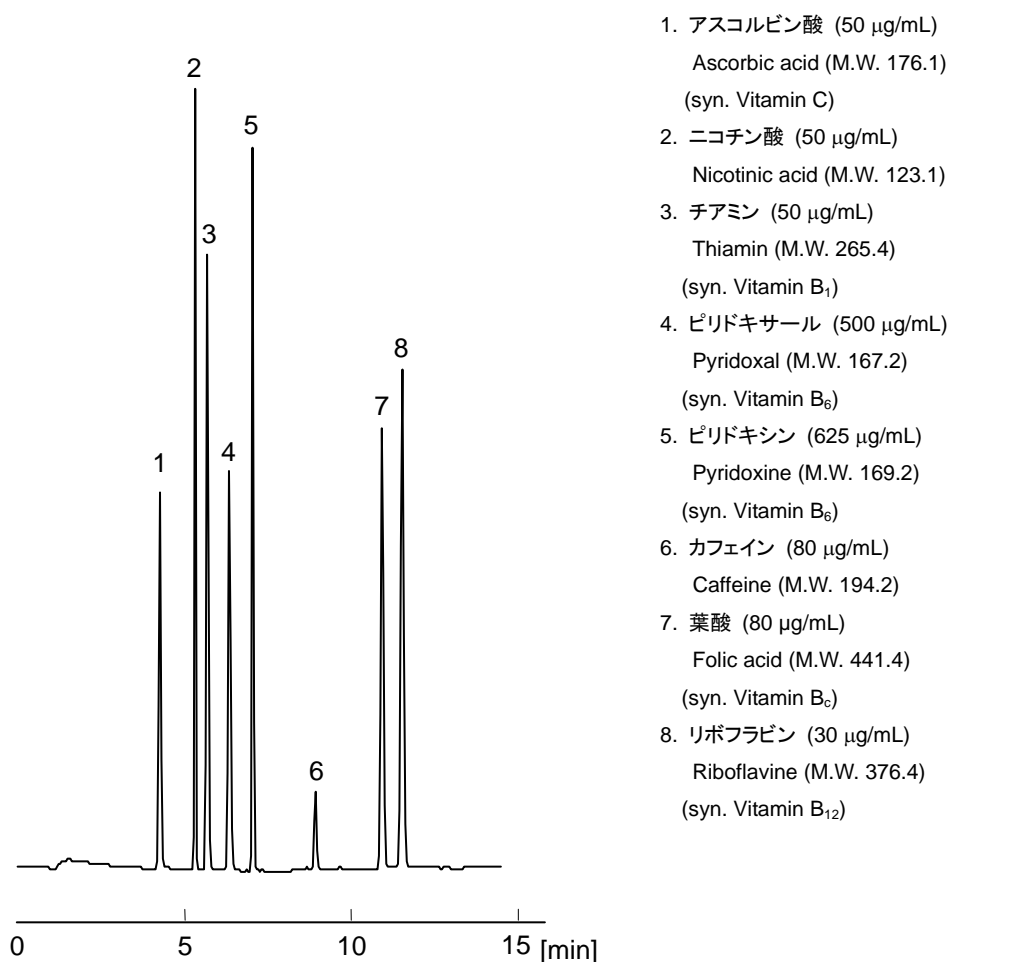 2
5
3
8
7
4
1
6
0 5 10 15 [min]
1. アスコルビン酸 (50 μg/mL)
Ascorbic acid (M.W. 176.1)
(syn. Vitamin C)
2. ニコチン酸 (50 μg/mL)
Nicotinic acid (M.W. 123.1)
3. チアミン (50 μg/mL)
Thiamin (M.W. 265.4)
(syn. Vitamin B₁)
4. ピリドキサール (500 μg/mL)
Pyridoxal (M.W. 167.2)
(syn. Vitamin B₆)
5. ピリドキシン (625 μg/mL)
Pyridoxine (M.W. 169.2)
(syn. Vitamin B₆)
6. カフェイン (80 μg/mL)
Caffeine (M.W. 194.2)
7. 葉酸 (80 μg/mL)
Folic acid (M.W. 441.4)
(syn. Vitamin Bc)
8. リボフラビン (30 μg/mL)
Riboflavine (M.W. 376.4)
(syn. Vitamin B₁₂)